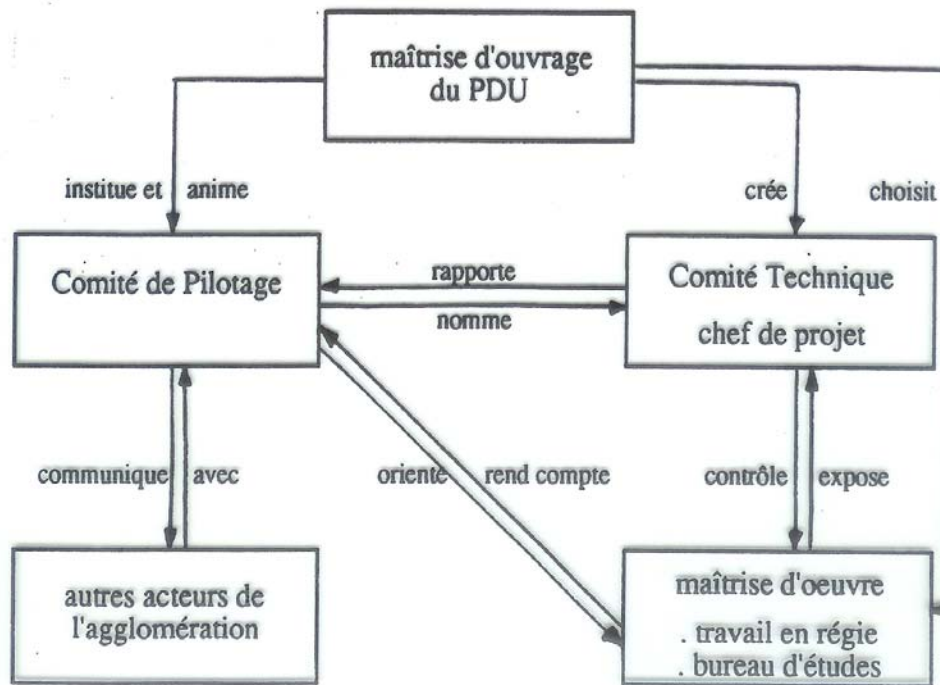 maîtrise d'ouvrage
du PDU
institue et anime
crée
choisit
Comité de Pilotage
rapporte
nomme
Comité Technique
chef de projet
communique avec
oriente
rend compte
contrôle
expose
autres acteurs de
l'agglomération
maîtrise d'oeuvre
. travail en régie
. bureau d'études